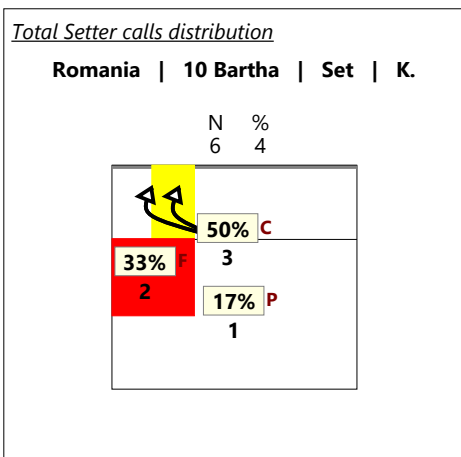 Total Setter calls distribution
Romania | 10 Bartha | Set | K.
N %
6 4
50% C
3
33% F
2
17% P
1